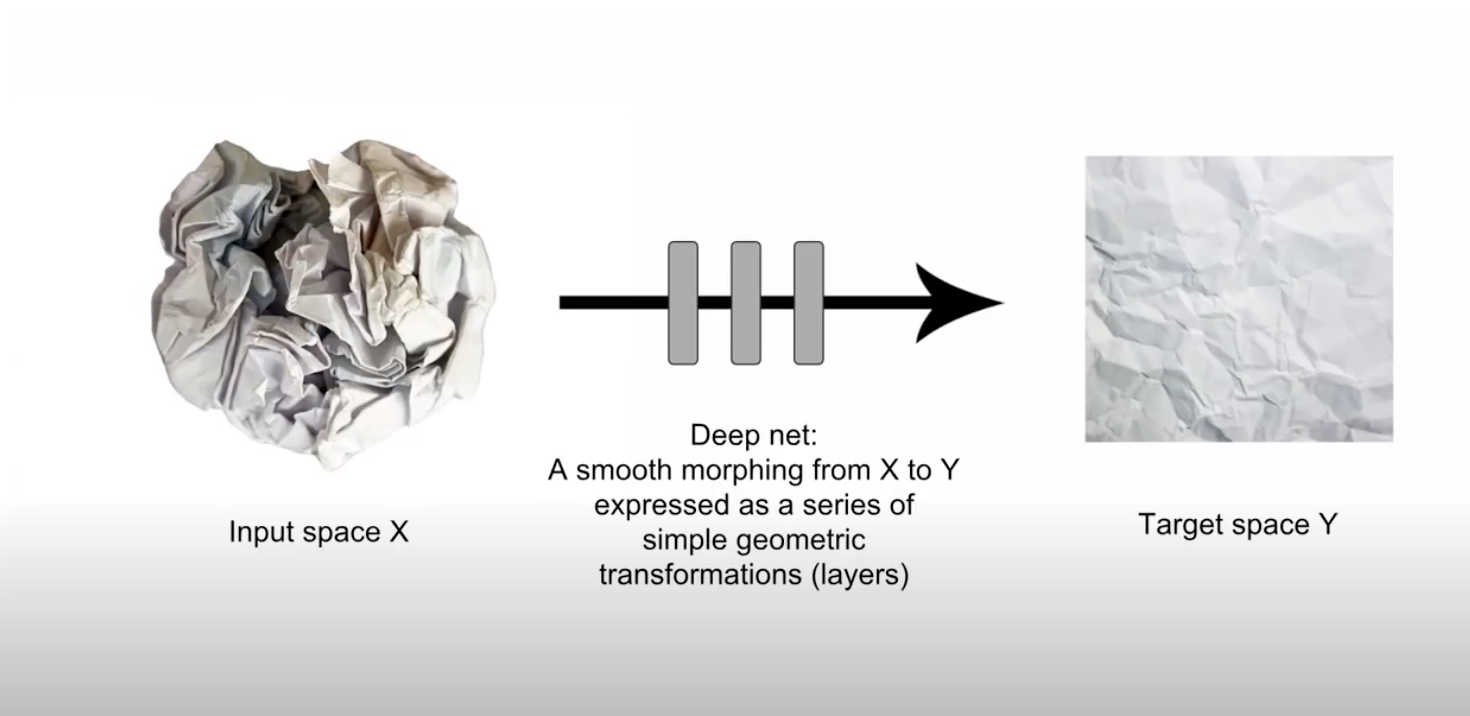 Deep net:
A smooth morphing from X to Y
expressed as a series of
simple geometric
transformations (layers)
Input space X
Target space Y